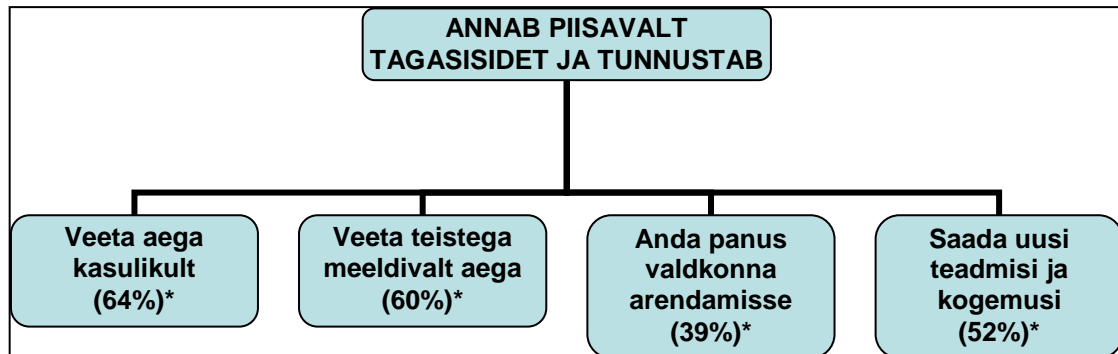 ANNAB PIISAVALT
TAGASISIDET JA TUNNUSTAB
Veeta aega
kasulikult
(64%)*
Veeta teistega
meeldivalt aega
(60%)*
Anda panus
valdkonna
arendamisse
(39%)*
Saada uusi
teadmisi ja
kogemusi
(52%)*